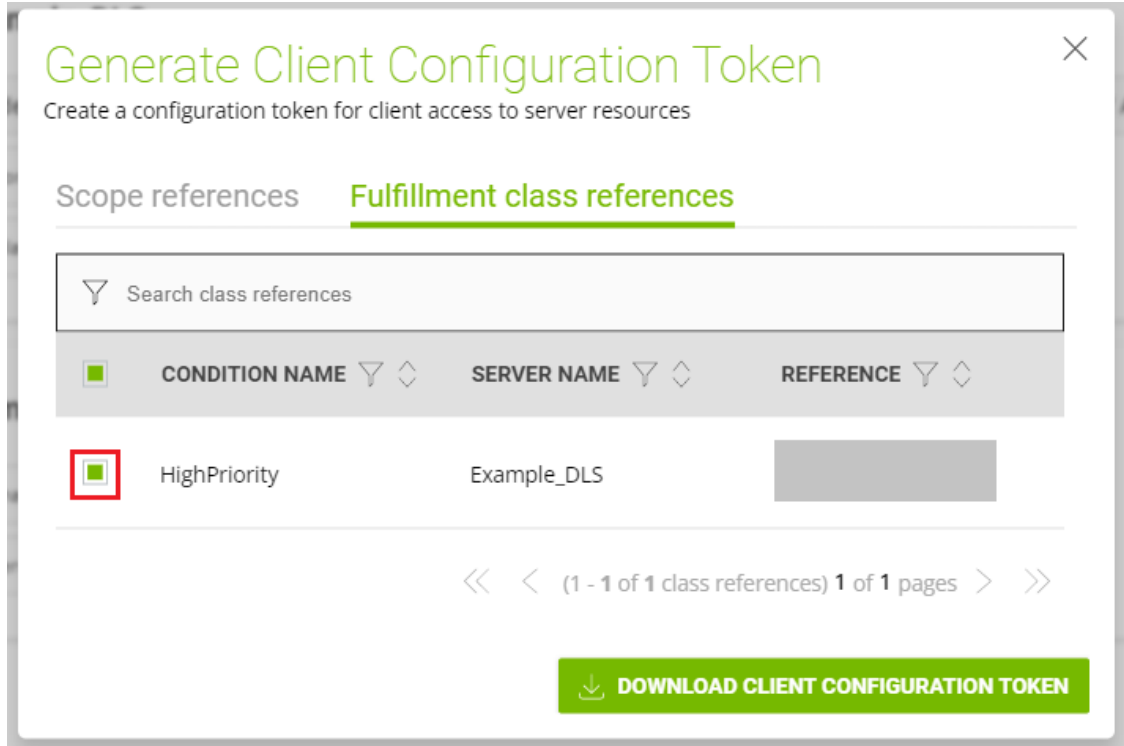 Generate Client Configuration Token
Create a configuration token for client access to server resources
Scope references Fulfillment class references
Search class references
CONDITION NAME SERVER NAME REFERENCE
HighPriority Example_DLS
(1 - 1 of 1 class references) 1 of 1 pages
DOWNLOAD CLIENT CONFIGURATION TOKEN